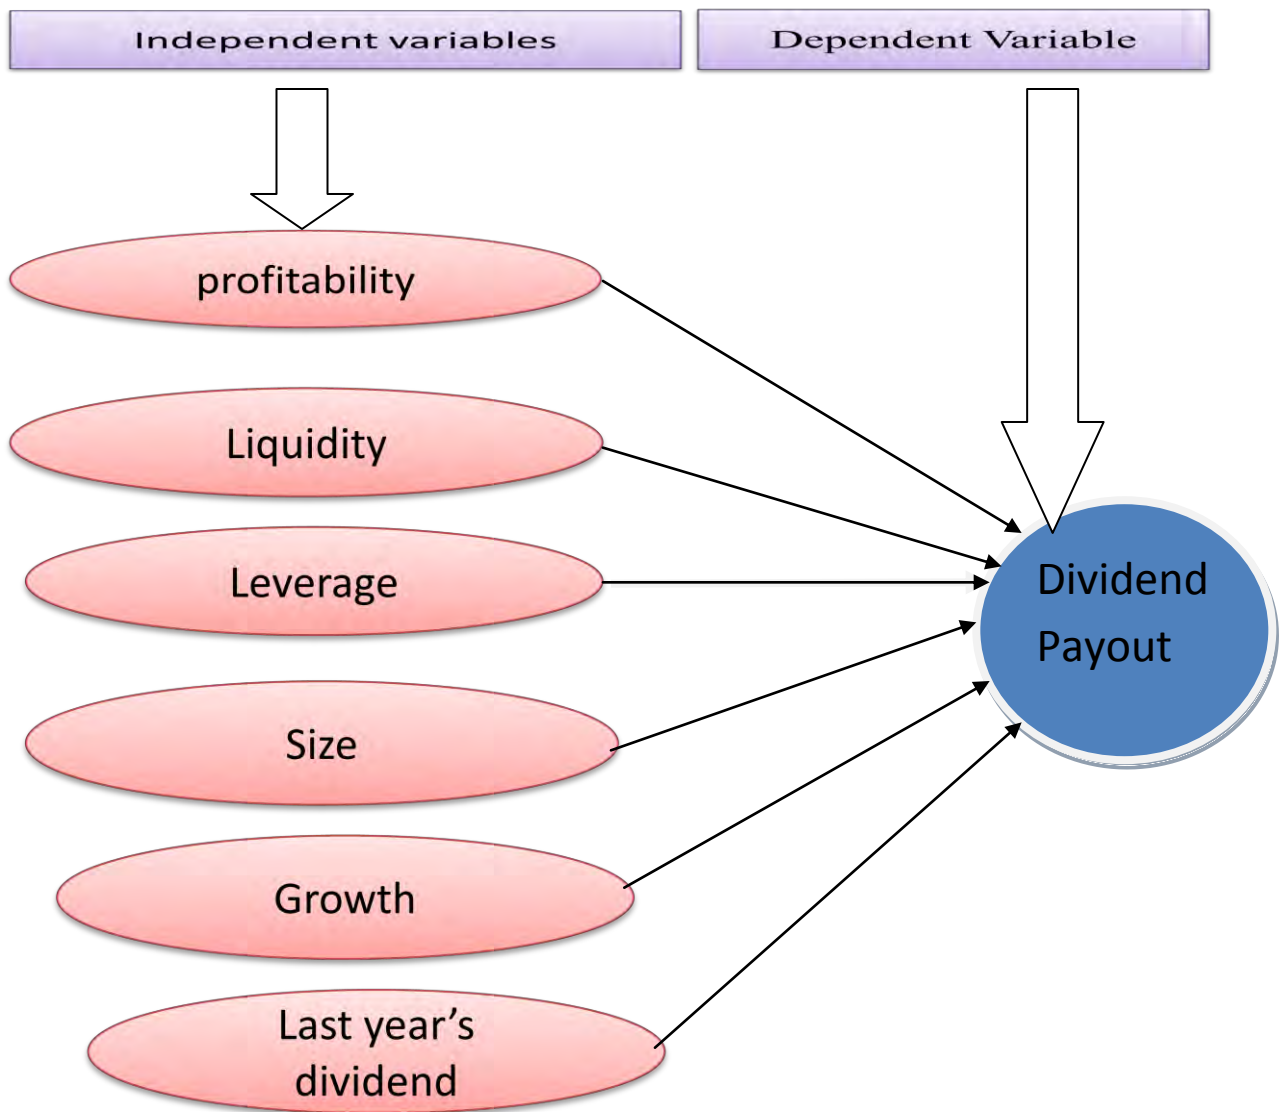 Independent variables
Dependent Variable
profitability
Liquidity
Leverage
Size
Growth
Last year’s
dividend
Dividend
Payout